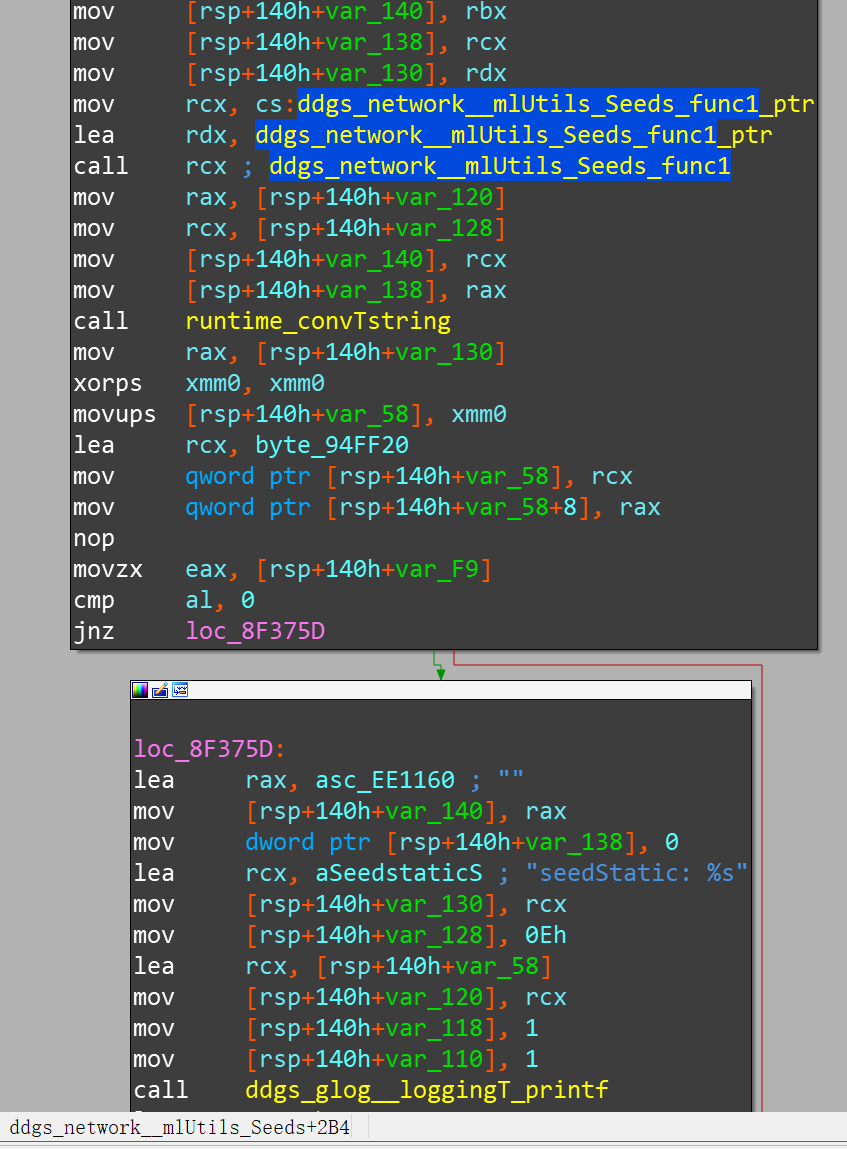 mov [rsp+140h+var_140], rbx
mov [rsp+140h+var_138], rcx
mov [rsp+140h+var_130], rdx
mov rcx, cs:ddgs_network__mlUtils_Seeds_func1_ptr
lea rdx, ddgs_network__mlUtils_Seeds_func1_ptr
call rcx ; ddgs_network__mlUtils_Seeds_func1
mov rax, [rsp+140h+var_120]
mov rcx, [rsp+140h+var_128]
mov [rsp+140h+var_140], rcx
mov [rsp+140h+var_138], rax
call runtime_convTstring
mov rax, [rsp+140h+var_130]
xorps xmm0, xmm0
movups [rsp+140h+var_58], xmm0
lea rcx, byte_94FF20
mov qword ptr [rsp+140h+var_58], rcx
mov qword ptr [rsp+140h+var_58+8], rax
nop
movzx eax, [rsp+140h+var_F9]
cmp al, 0
jnz loc_8F375D
loc_8F375D:
lea rax, asc_EE1160 ; ""
mov [rsp+140h+var_140], rax
mov dword ptr [rsp+140h+var_138], 0
lea rcx, aSeedstaticS ; "seedStatic: %s"
mov [rsp+140h+var_130], rcx
mov [rsp+140h+var_128], 0Eh
lea rcx, [rsp+140h+var_58]
mov [rsp+140h+var_120], rcx
mov [rsp+140h+var_118], 1
mov [rsp+140h+var_110], 1
call ddgs_glog__loggingT_printf
ddgs_network__mlUtils_Seeds+2B4